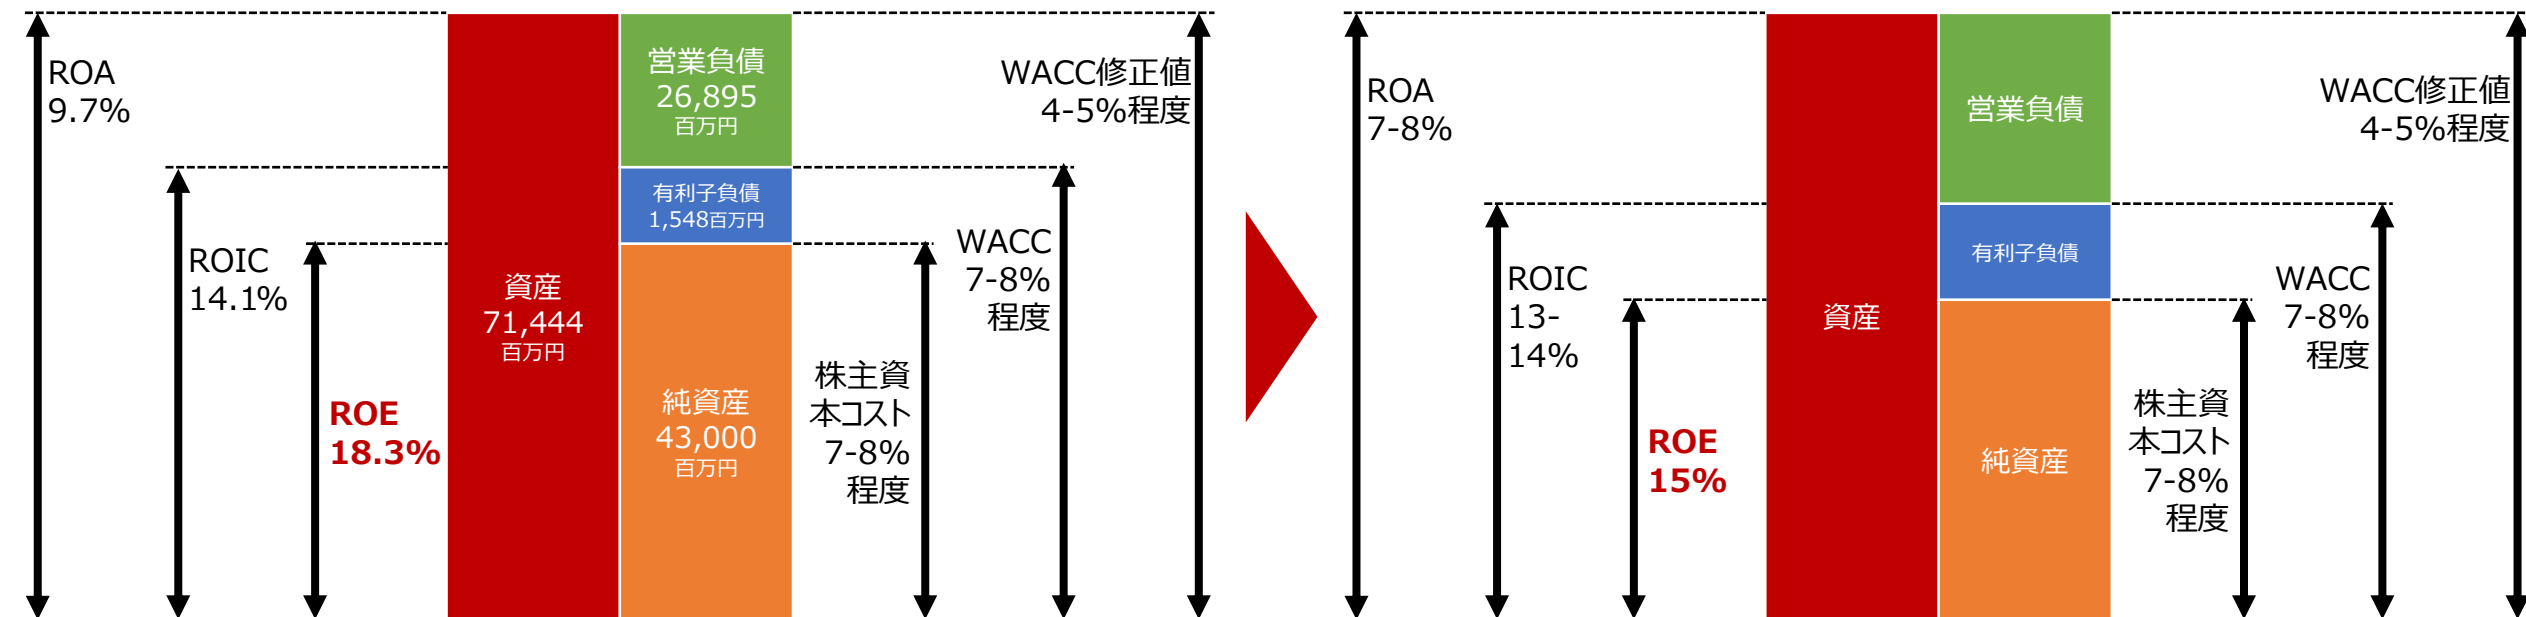 ROA
9.7%
ROIC
14.1%
ROE
18.3%
資産
71,444
百万円
営業負債
26,895
百万円
有利子負債
1,548百万円
純資産
43,000
百万円
株主資
本コスト
7-8%
程度
WACC
7-8%
程度
WACC修正値
4-5%程度
ROA
7-8%
ROIC
13-
14%
ROE
15%
資産
営業負債
有利子負債
純資産
株主資
本コスト
7-8%
程度
WACC
7-8%
程度
WACC修正値
4-5%程度